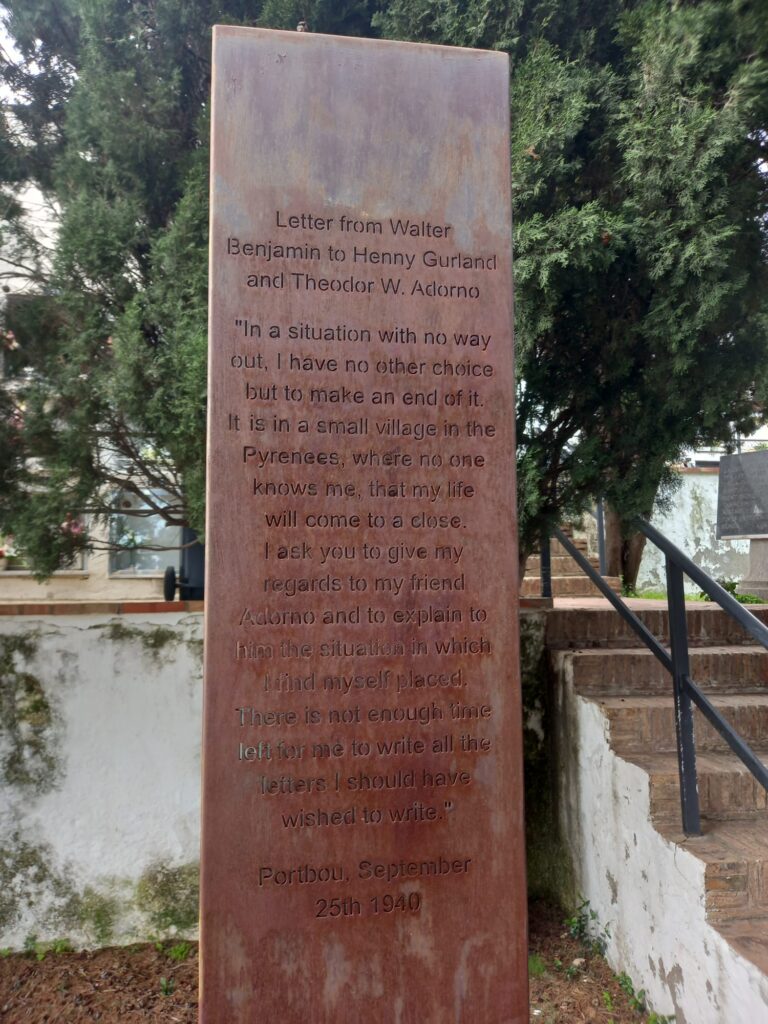 Letter from Walter
Benjamin to Henny Gurland
and Theodor W. Adorno
"In a situation with no way
out, I have no other choice
but to make an end of it.
It is in a small village in the
Pyrenees, where no one
knows me, that my life
will come to a close.
I ask you to give my
regards to my friend
Adorno and to explain to
him the situation in which
I find myself placed.
There is not enough time
left for me to write all the
letters I should have
wished to write."
Portbou, September
25th 1940